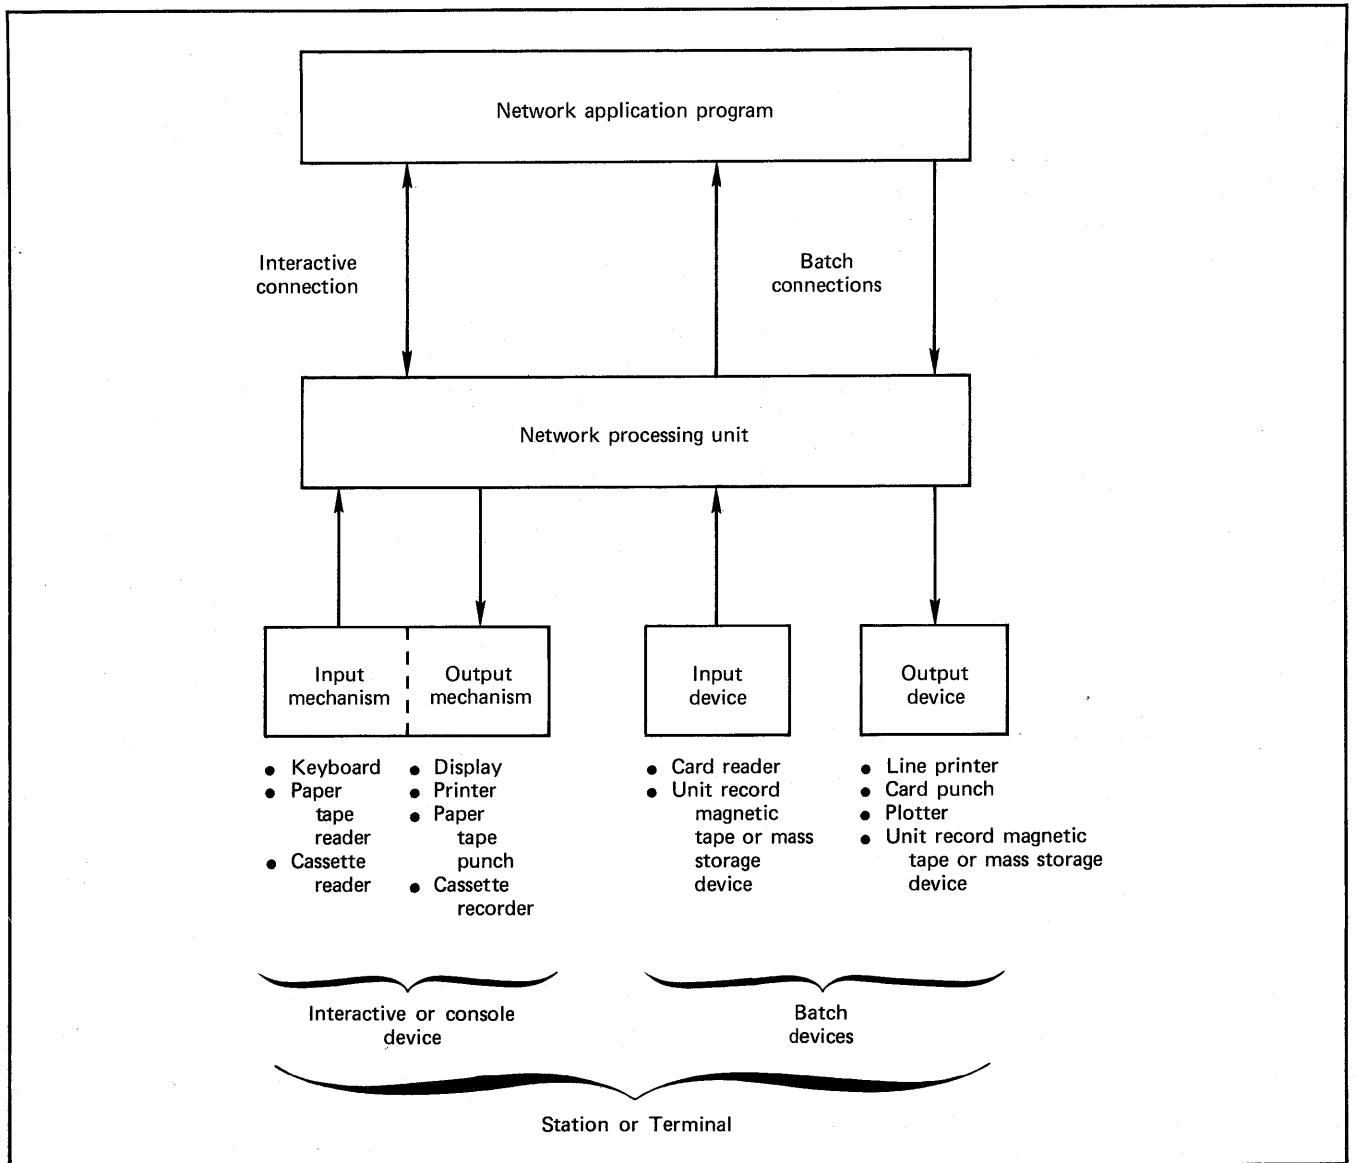 Network application program
Interactive
connection
Batch
connections
Network processing unit
Input
mechanism
Output
mechanism
Input
device
Output
device
● Keyboard
● Paper
tape
reader
● Cassette
reader
● Display
● Printer
● Paper
tape
punch
● Cassette
recorder
● Card reader
● Unit record
magnetic
tape or mass
storage
device
● Line printer
● Card punch
● Plotter
● Unit record magnetic
tape or mass storage
device
Interactive or console
device
Batch
devices
Station or Terminal